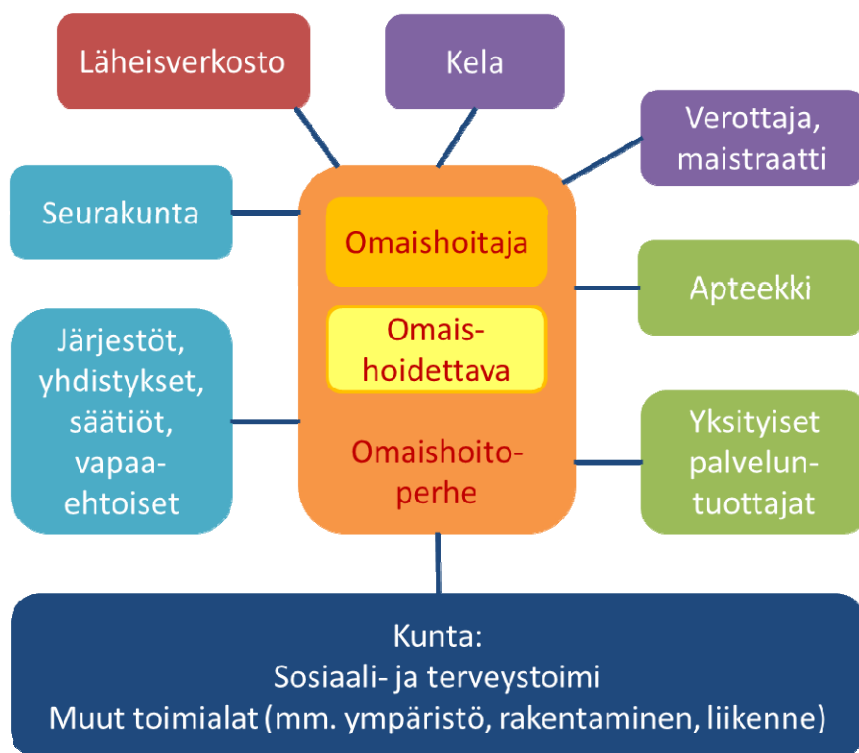 Läheisverkosto
Kela
Verottaja,
maistraatti
Seurakunta
Omaishoitaja
Apteekki
Järjestöt,
yhdistykset,
säätiöt,
vapaa-
ehtoiset
Omais-
hoidettava
Omaishoito-
perhe
Yksityiset
palvelun-
tuottajat
Kunta:
Sosiaali- ja terveystoimi
Muut toimialat (mm. ympäristö, rakentaminen, liikenne)